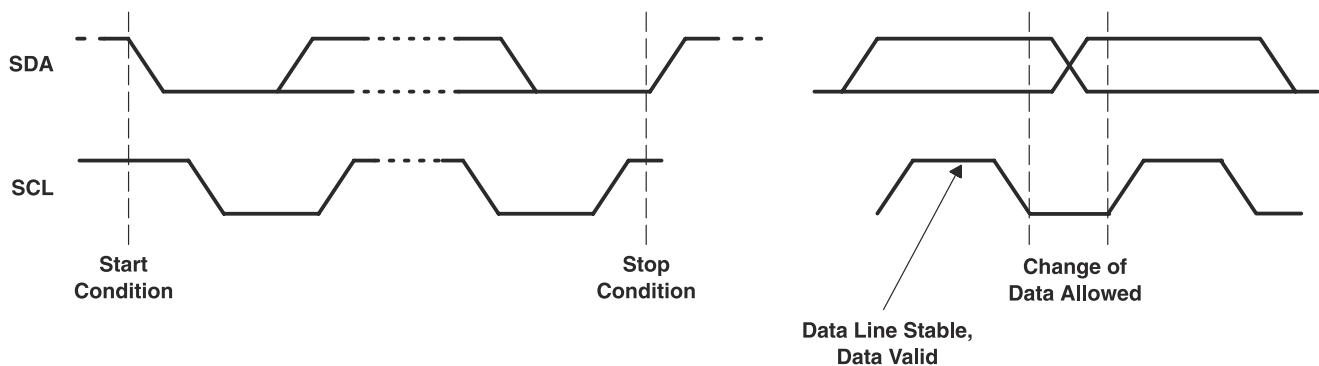 SDA
SCL
Start
Condition
Stop
Condition
Change of
Data Allowed
Data Line Stable,
Data Valid